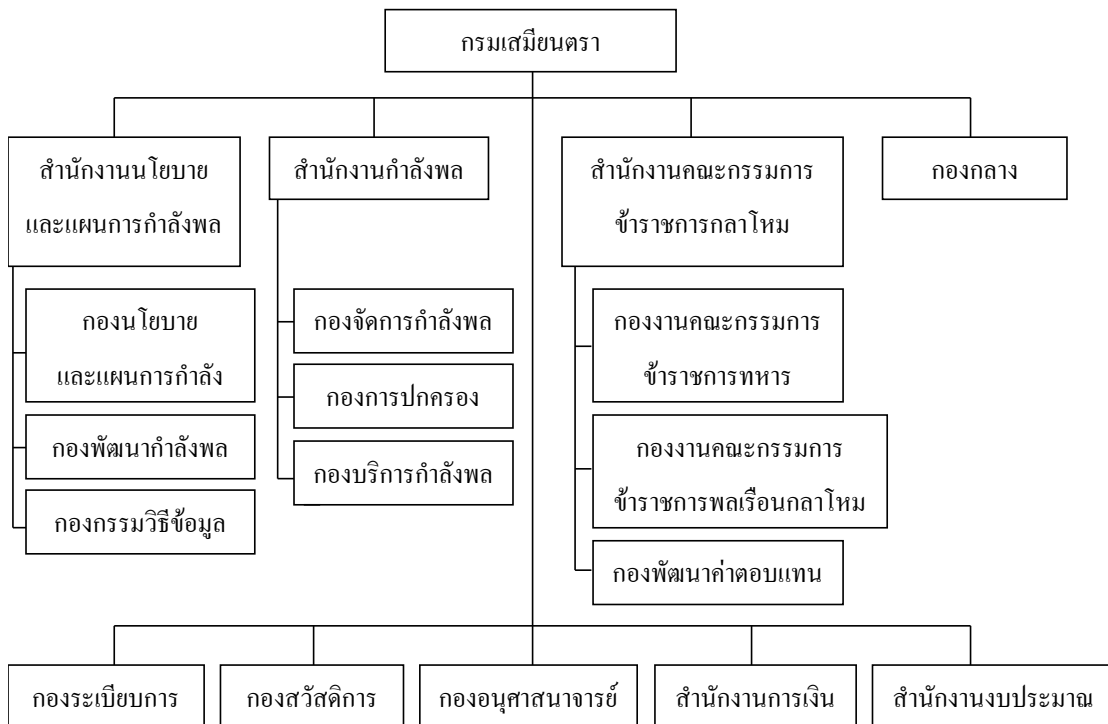 กรมเสมียนตรา
สำนักงานนโยบาย
และแผนการกำลังพล
สำนักงานกำลังพล
สำนักงานคณะกรรมการ
ข้าราชการกลาโหม
กองกลาง
กองนโยบาย
และแผนการกำลัง
กองพัฒนากำลังพล
กองกรรมวิธีข้อมูล
กองจัดการกำลังพล
กองการปกครอง
กองบริการกำลังพล
กองงานคณะกรรมการ
ข้าราชการทหาร
กองงานคณะกรรมการ
ข้าราชการพลเรือนกลาโหม
กองพัฒนาค่าตอบแทน
กองระเบียบการ
กองสวัสดิการ
กองอนุศาสนาจารย์
สำนักงานการเงิน
สำนักงานงบประมาณ